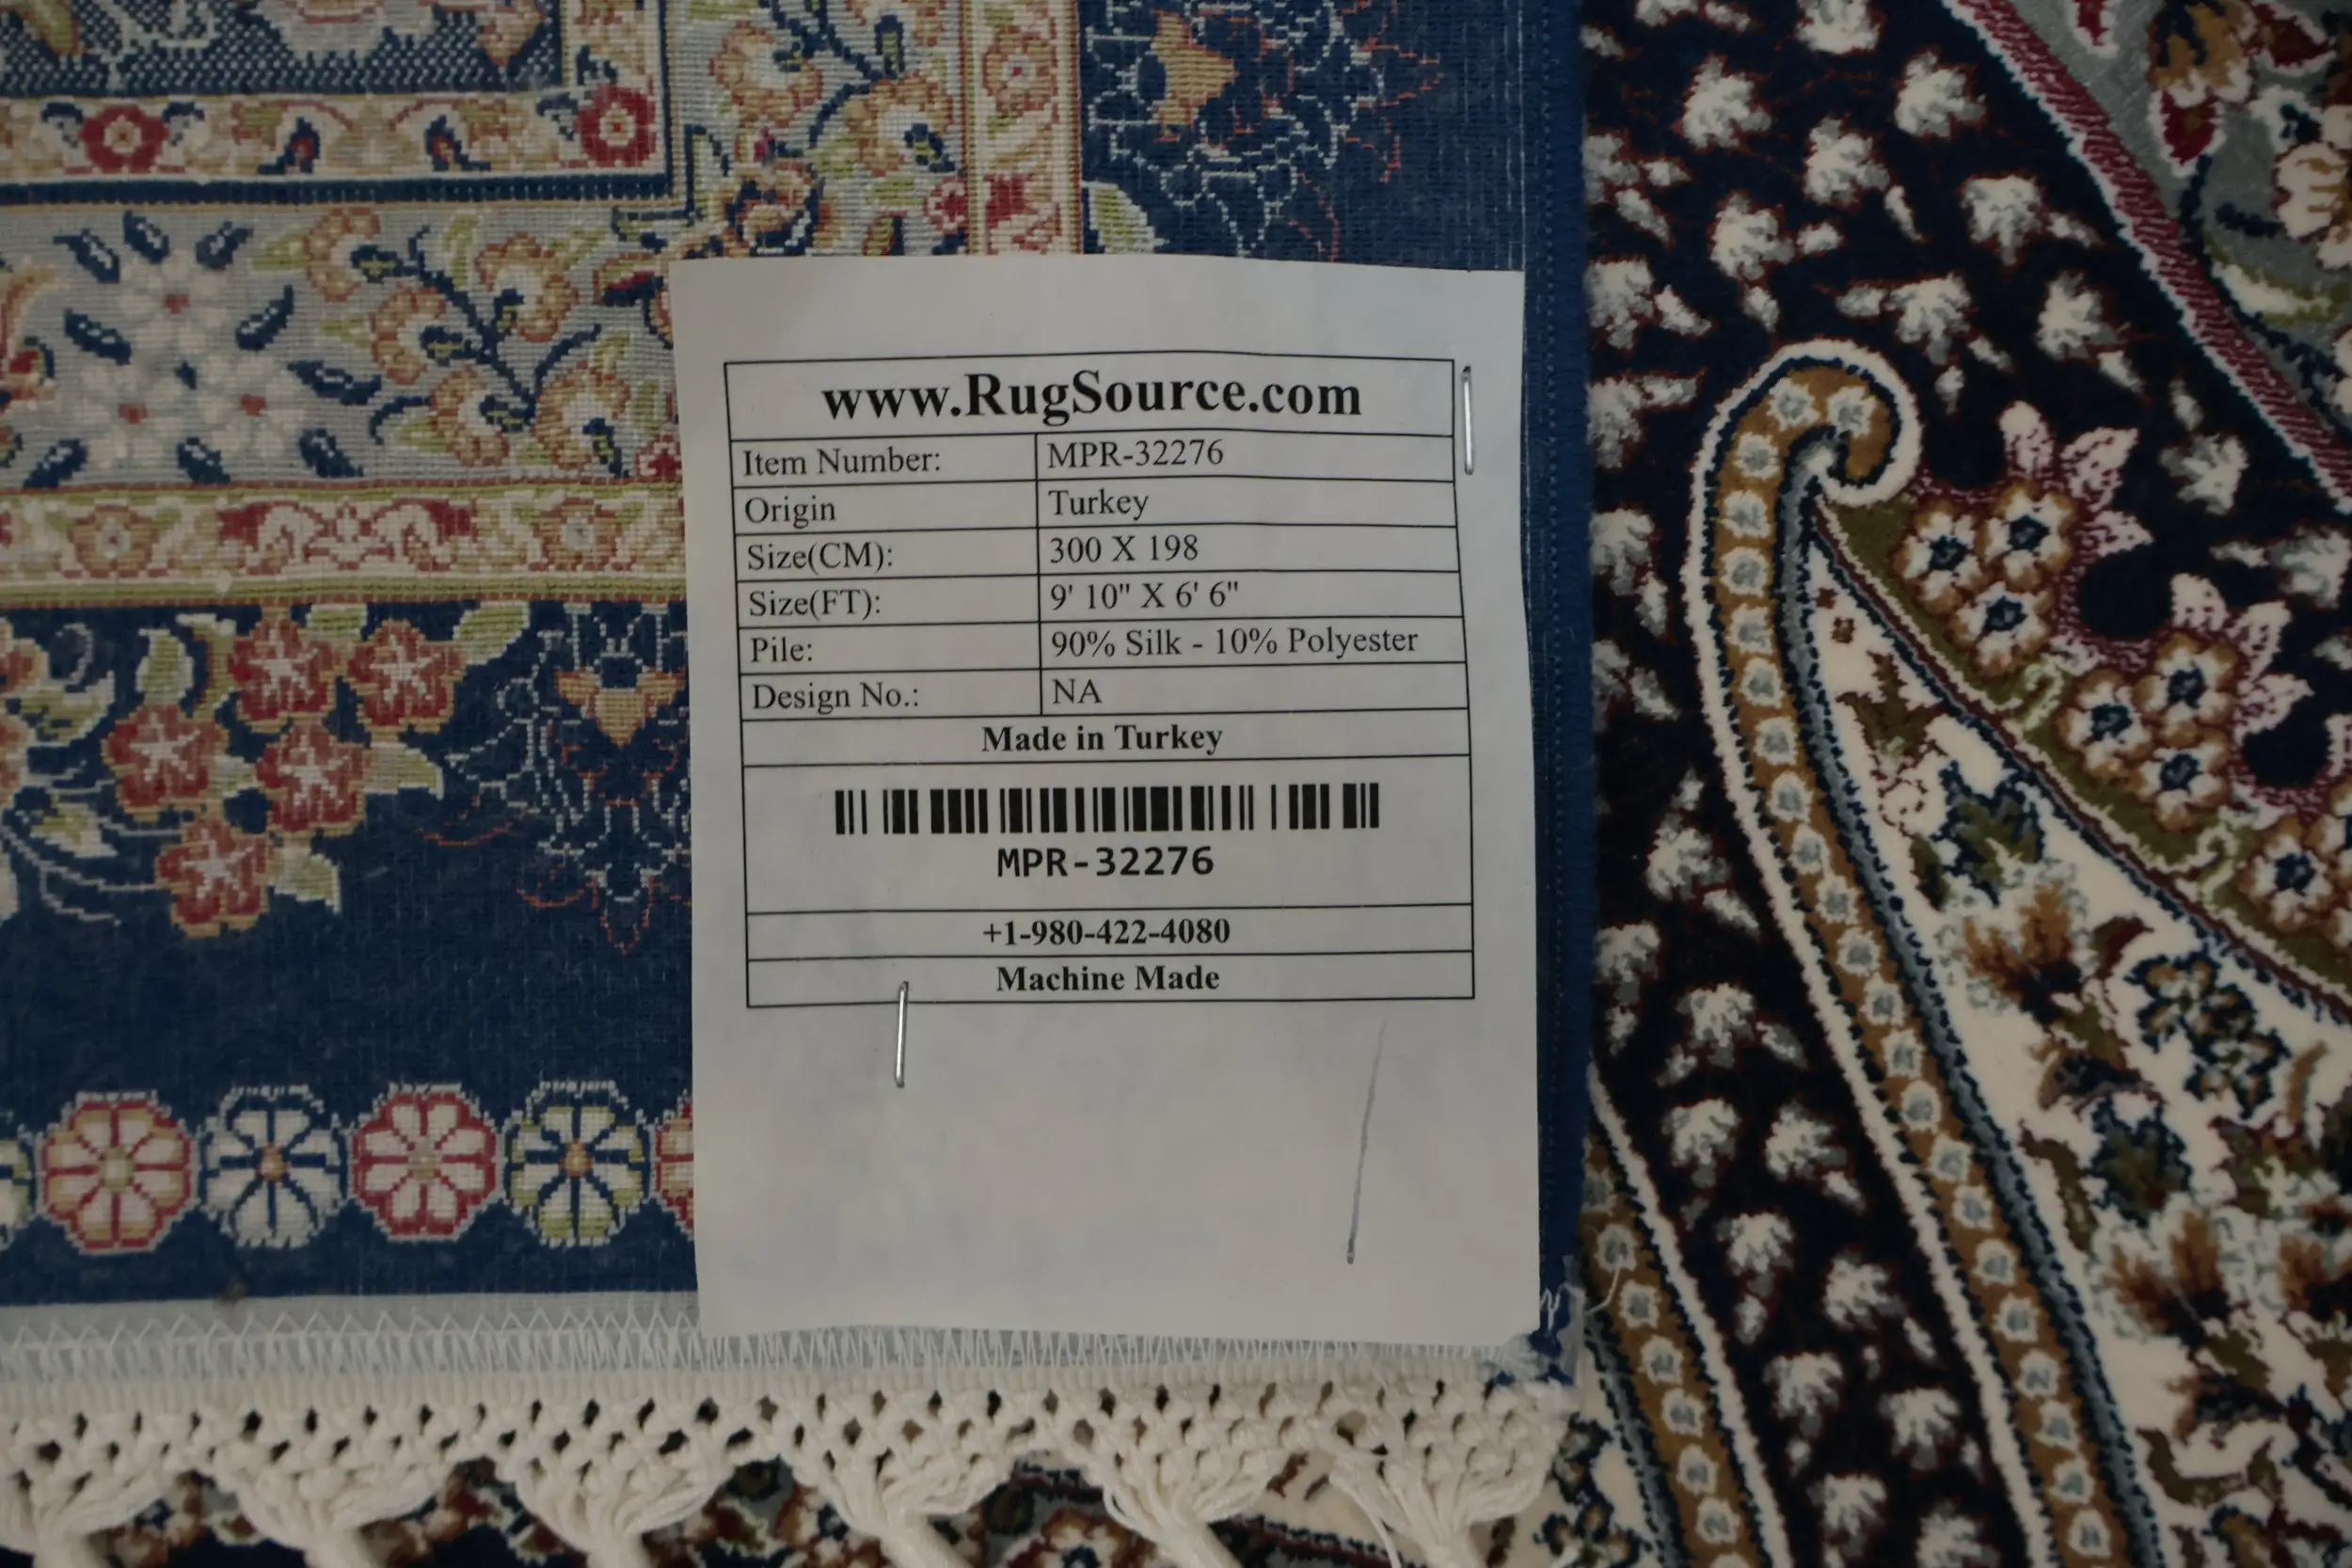 www.RugSource.com
Item Number: MPR-32276
Origin Turkey
Size(CM): 300 X 198
Size(FT): 9' 10" X 6' 6"
Pile: 90% Silk - 10% Polyester
Design No.: NA
Made in Turkey
MPR-32276
+1-980-422-4080
Machine Made